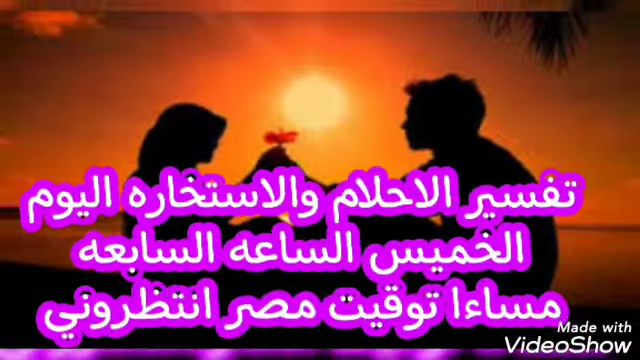 تفسير الاحلام والاستخاره اليوم
الخميس الساعه السابعه
مساءا توقيت مصر انتظروني
Made with
VideoShow